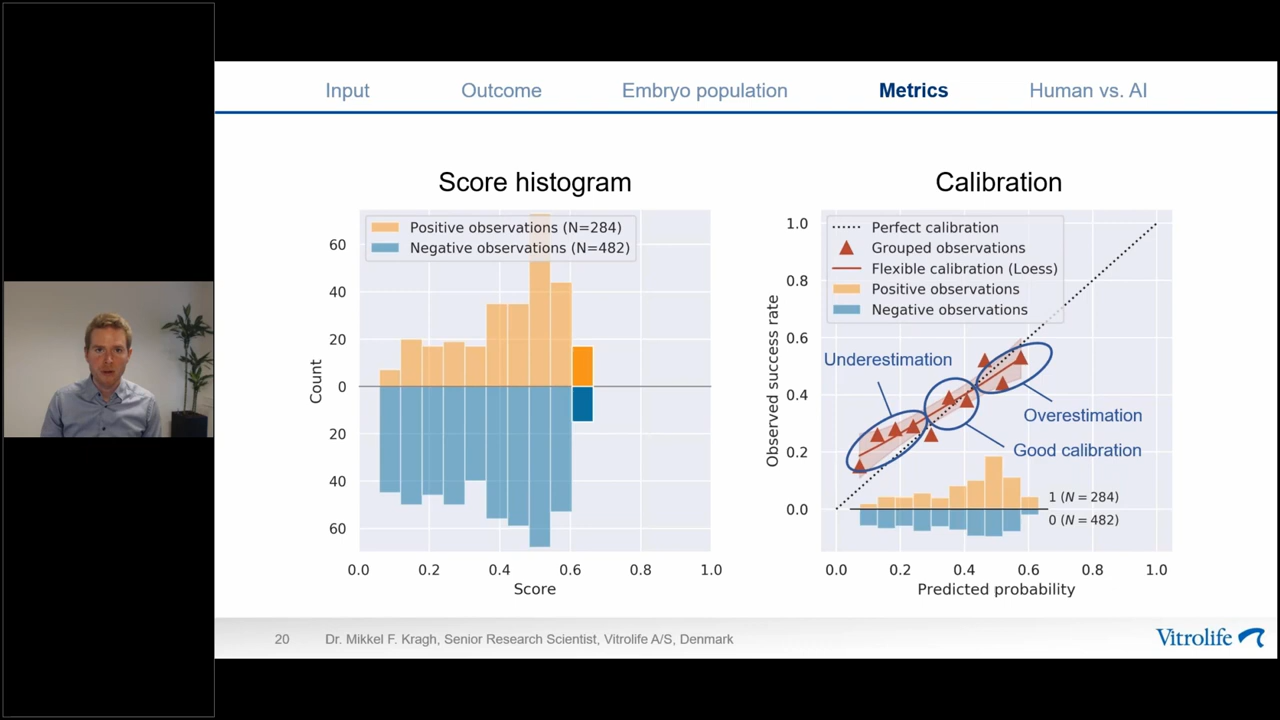 Input Outcome Embryo population Metrics Human vs. AI
Score histogram
Positive observations (N=284)
Negative observations (N=482)
Count
60
40
20
0
20
40
60
0.0 0.2 0.4 0.6 0.8 1.0
Score
Calibration
Perfect calibration
Grouped observations
Flexible calibration (Loess)
Positive observations
Negative observations
Observed success rate
1.0
0.8
0.6
0.4
0.2
0.0
Underestimation
Overestimation
Good calibration
1 (N = 284)
0 (N = 482)
0.0 0.2 0.4 0.6 0.8 1.0
Predicted probability
20 Dr. Mikkel F. Kragh, Senior Research Scientist, Vitrolife A/S, Denmark
Vitrolife